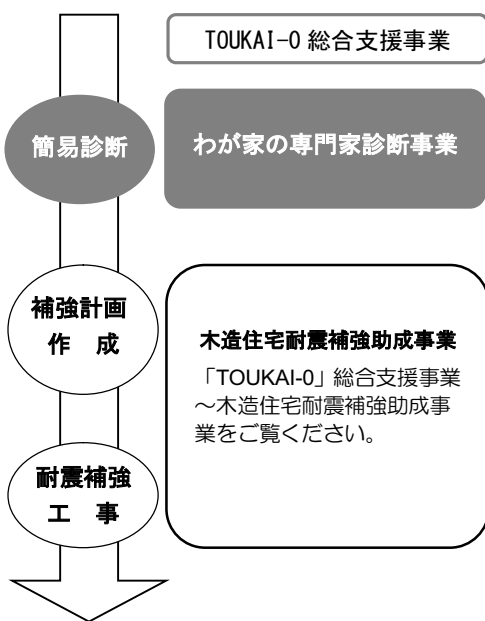 TOUKAI-0 総合支援事業
簡易診断
わが家の専門家診断事業
補強計画
作 成
木造住宅耐震補強助成事業
「TOUKAI-0」総合支援事業
～木造住宅耐震補強助成事
業をご覧ください。
耐震補強
工 事